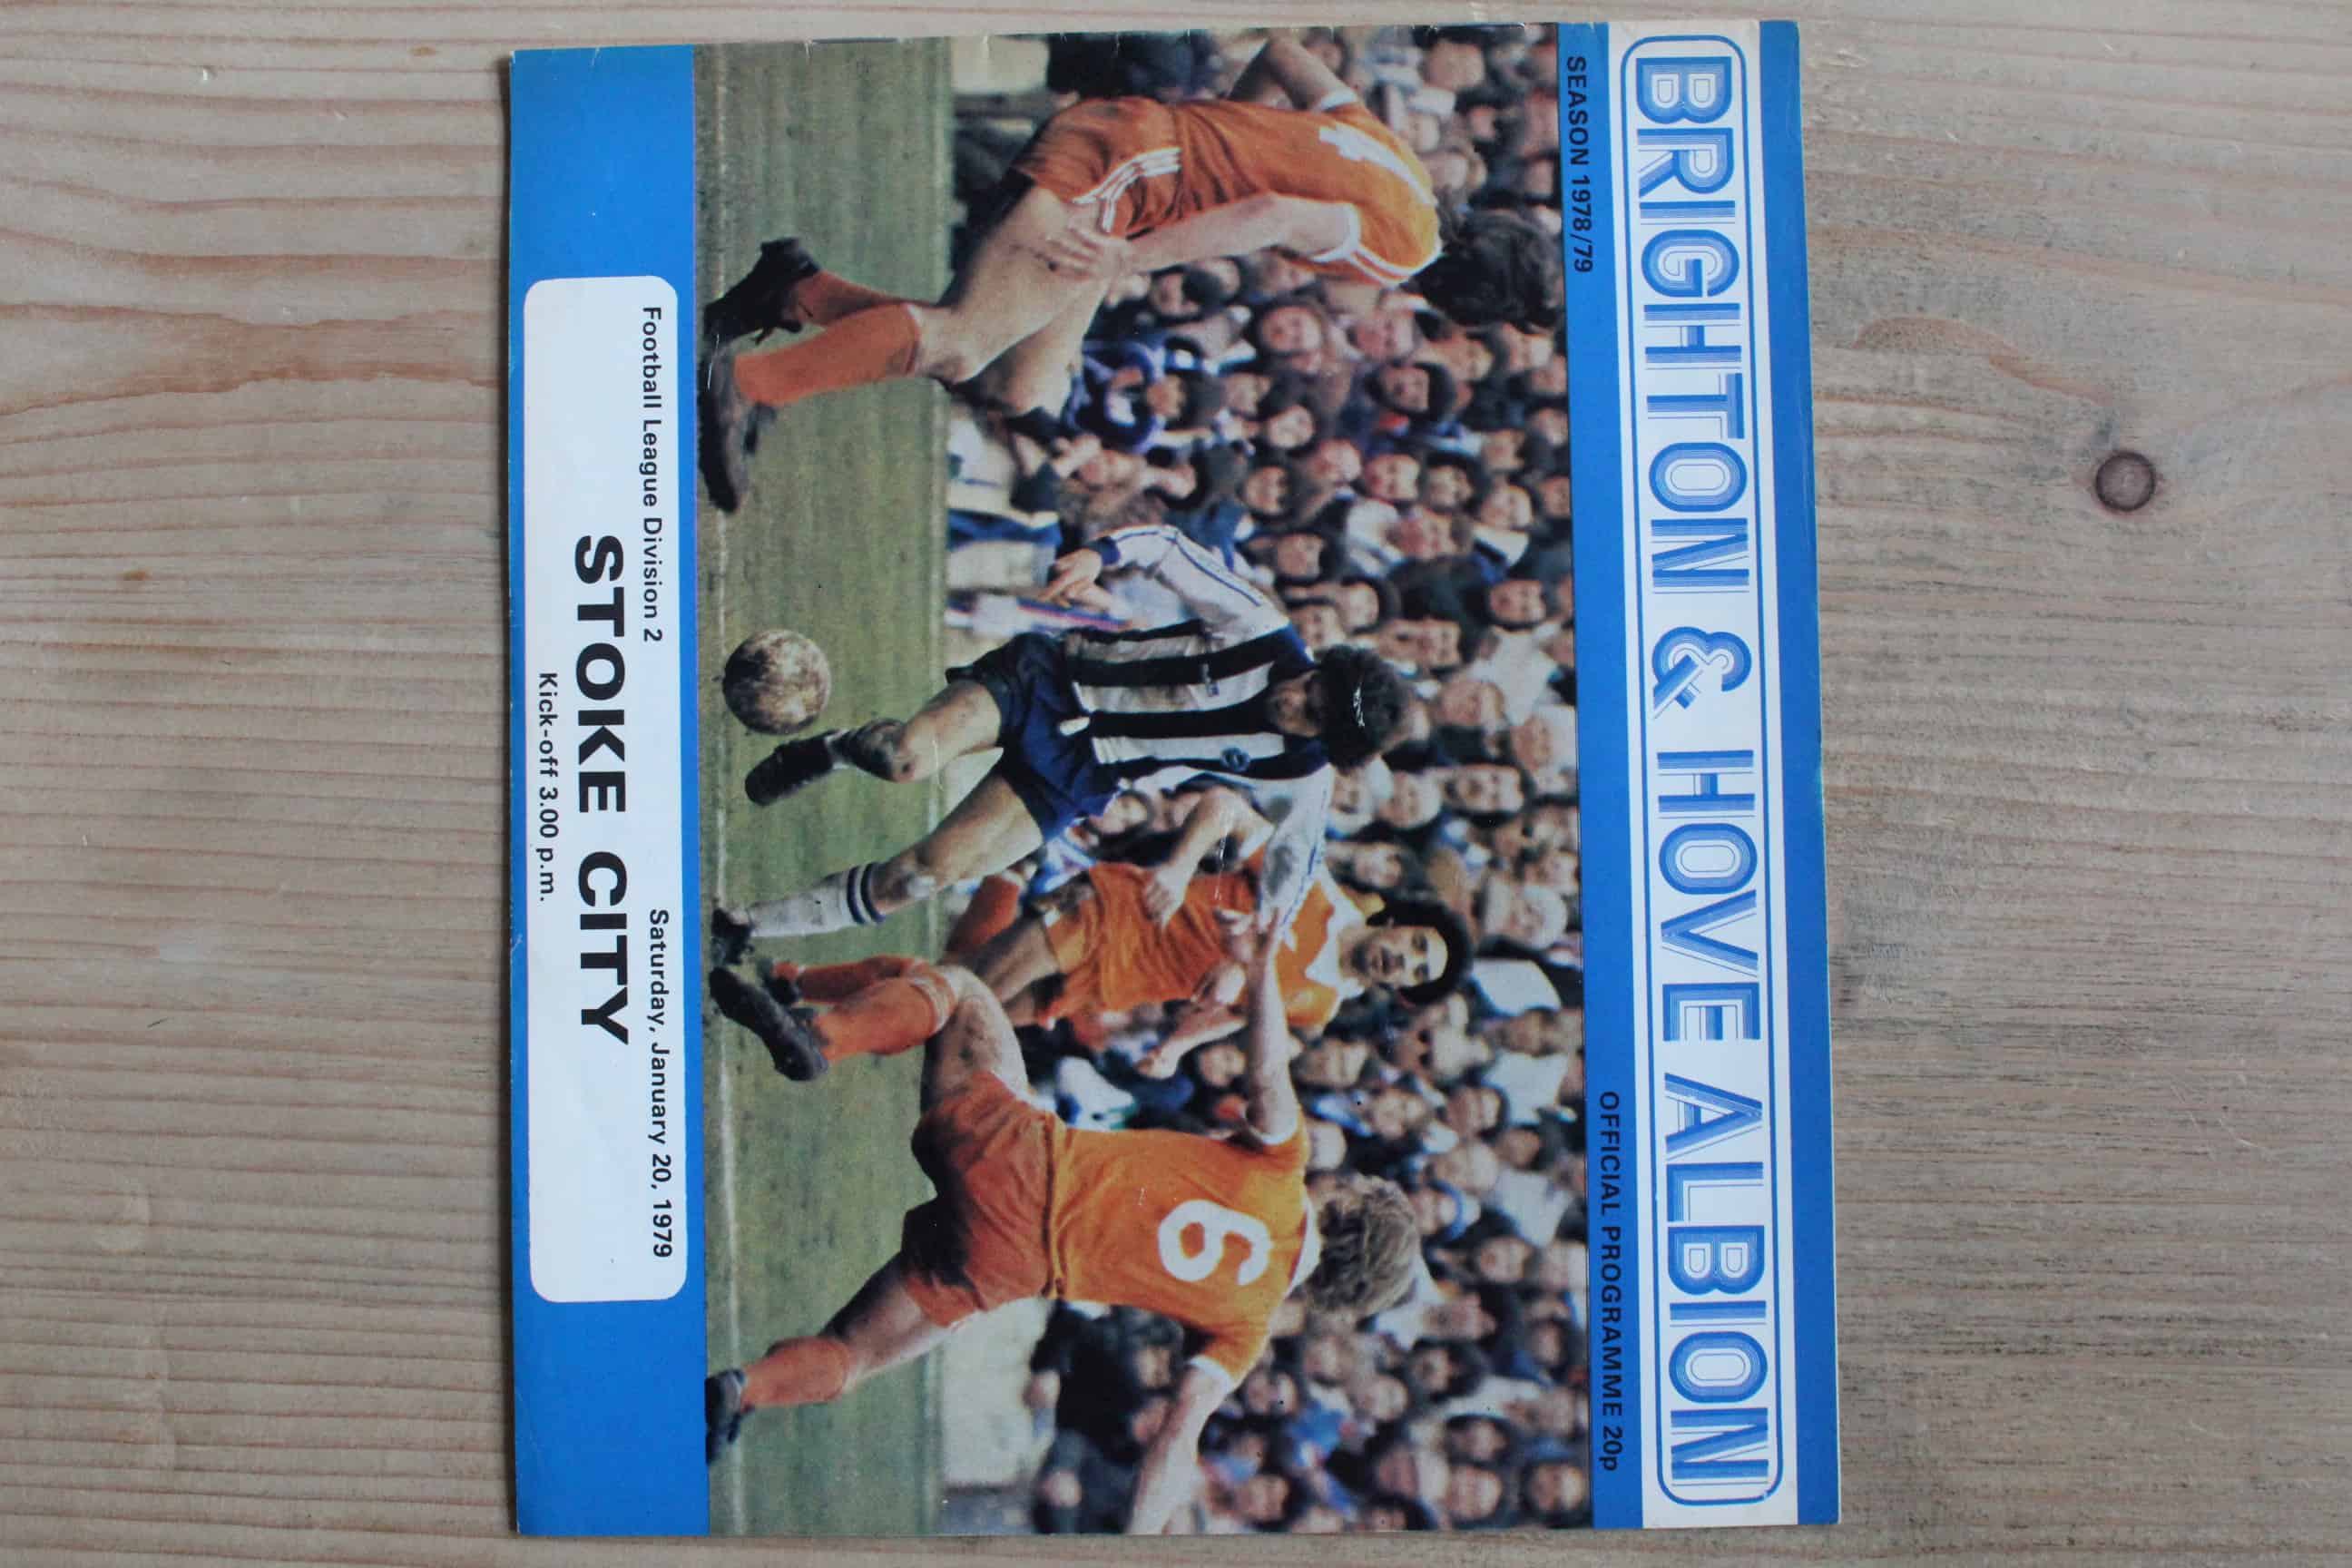 BRIGHTON & HOVE ALBION
SEASON 1978/79
OFFICIAL PROGRAMME 20p
6
Football League Division 2
Saturday, January 20, 1979
STOKE CITY
Kick-off 3.00 p.m.